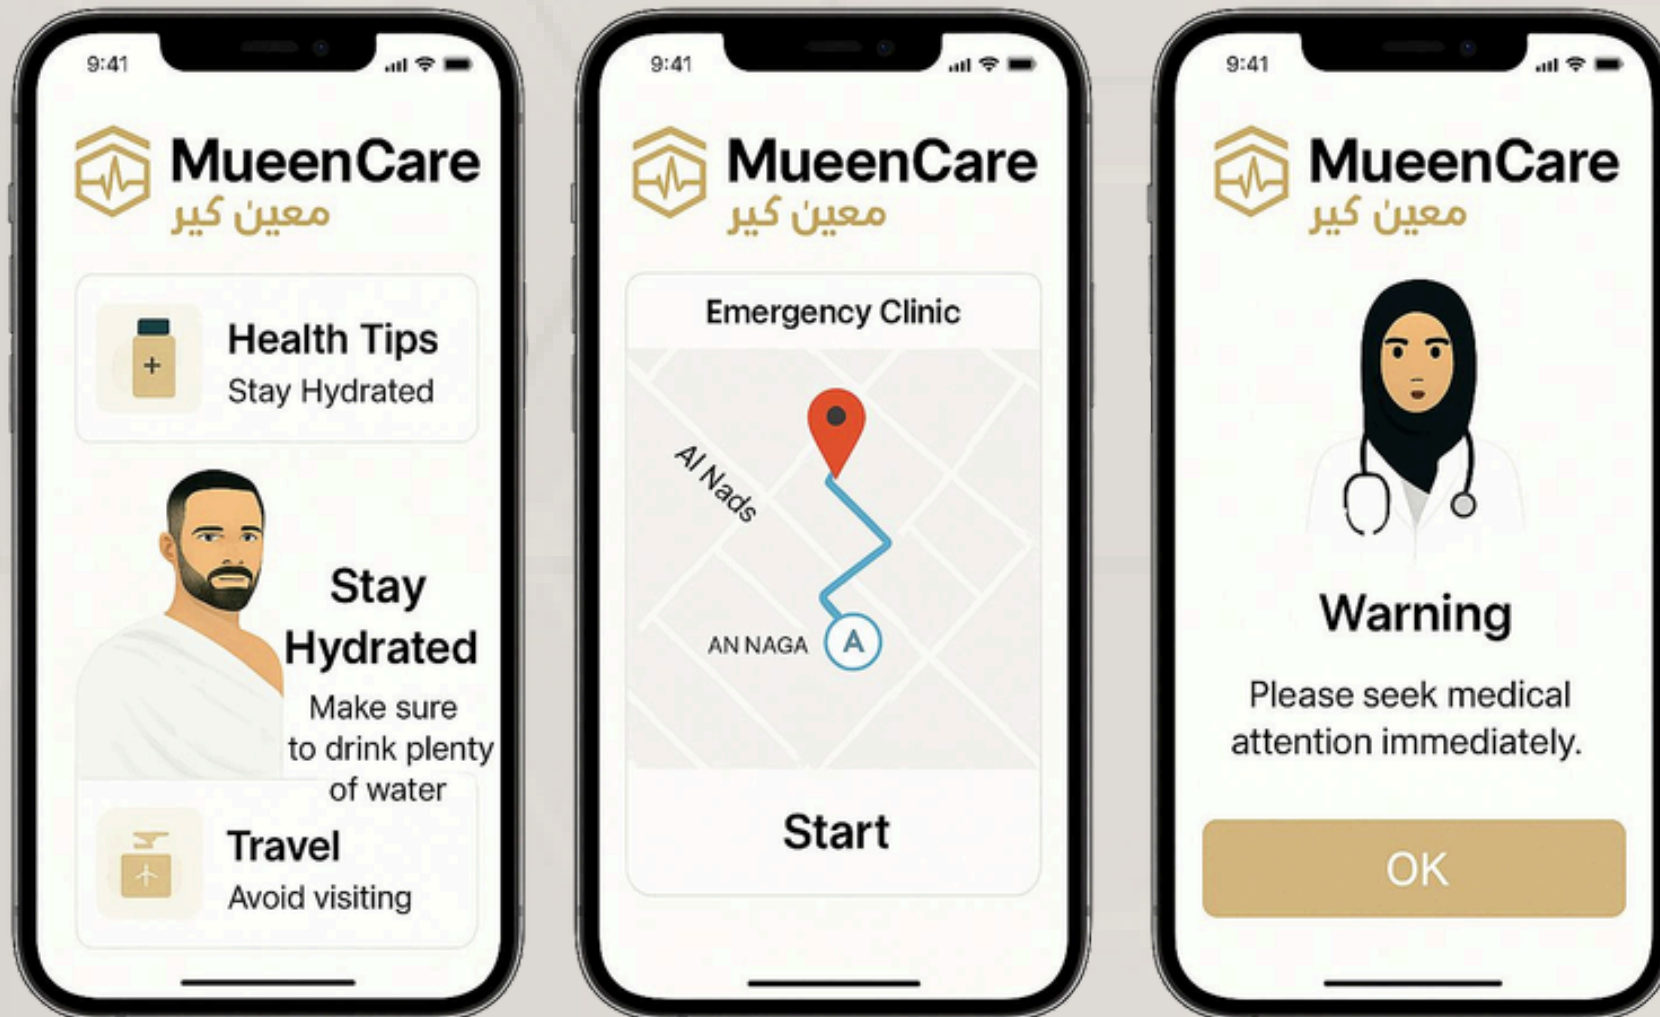 9:41
MueenCare
معين كير
Health Tips
Stay Hydrated
Stay
Hydrated
Make sure
to drink plenty
of water
Travel
Avoid visiting
9:41
MueenCare
معين كير
Emergency Clinic
Al Nads
AN NAGA
A
Start
9:41
MueenCare
معين كير
Warning
Please seek medical
attention immediately.
OK